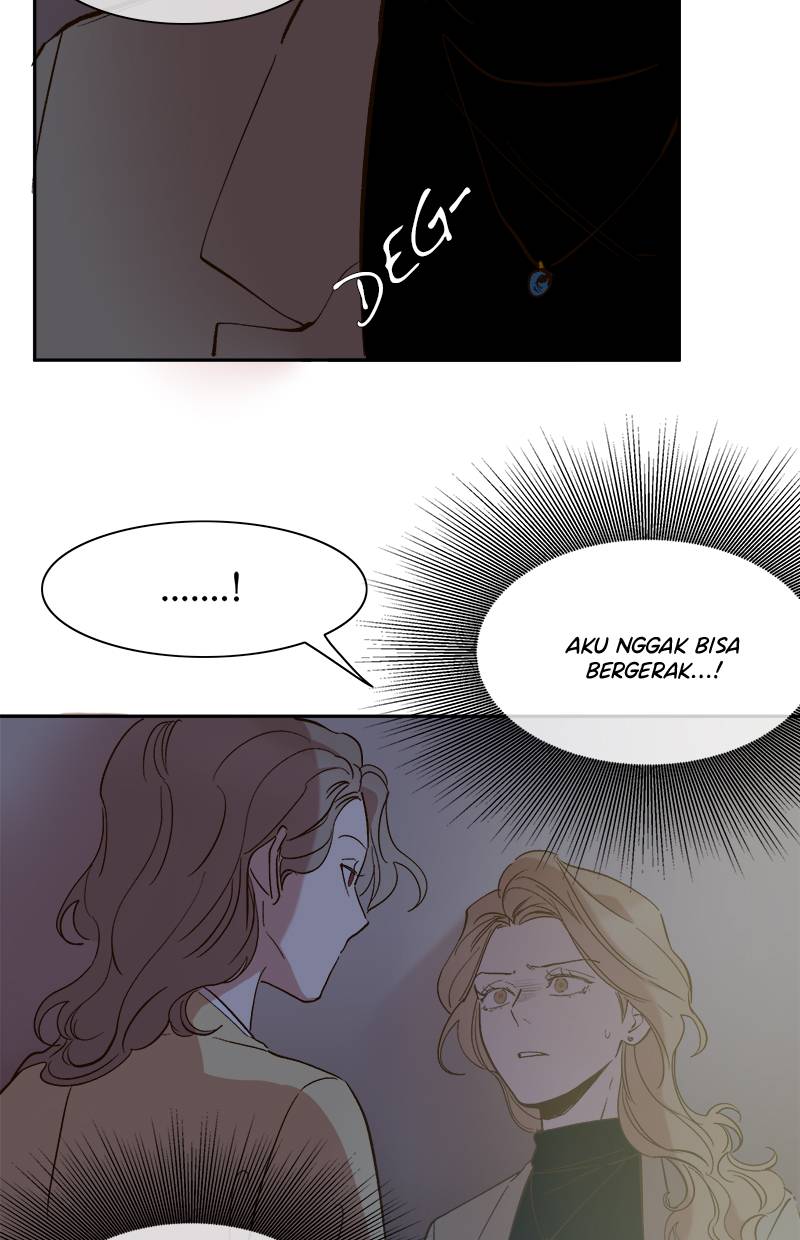 DEG-
.......!
AKU NGGAK BISA
BERGERAK...!